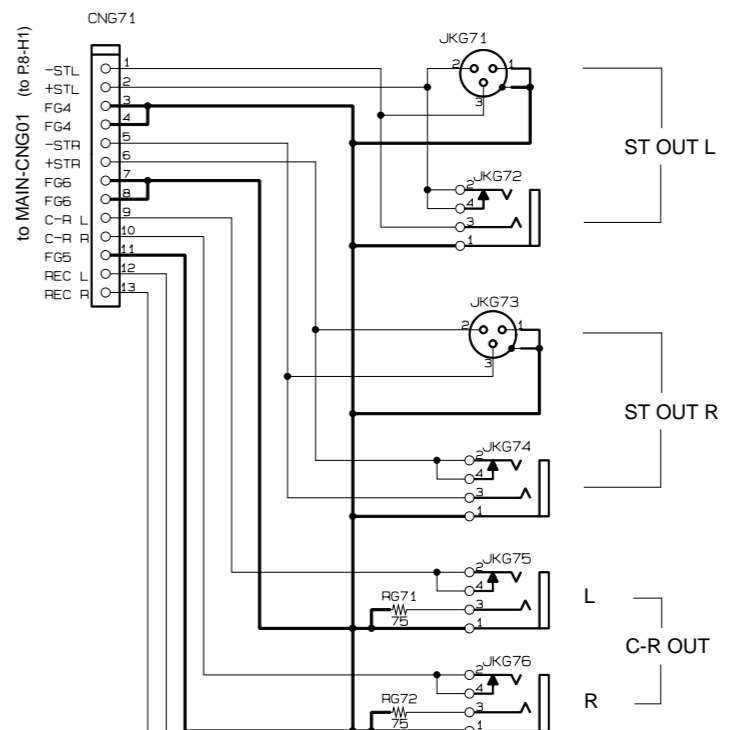 CNG71
to MAIN-CNG01 (to P.8-H1)
-STL 1
+STL 2
FG4 3
FG4 4
-STR 5
+STR 6
FG6 7
FG6 8
C-R L 9
C-R R 10
FG5 11
REC L 12
REC R 13
JKG71
2 1
3
ST OUT L
JKG72
2
4
3
1
JKG73
2 1
3
ST OUT R
JKG74
2
4
3
1
JKG75
2
4
RG71
3
75
1
L
C-R OUT
JKG76
2
4
RG72
3
75
1
R